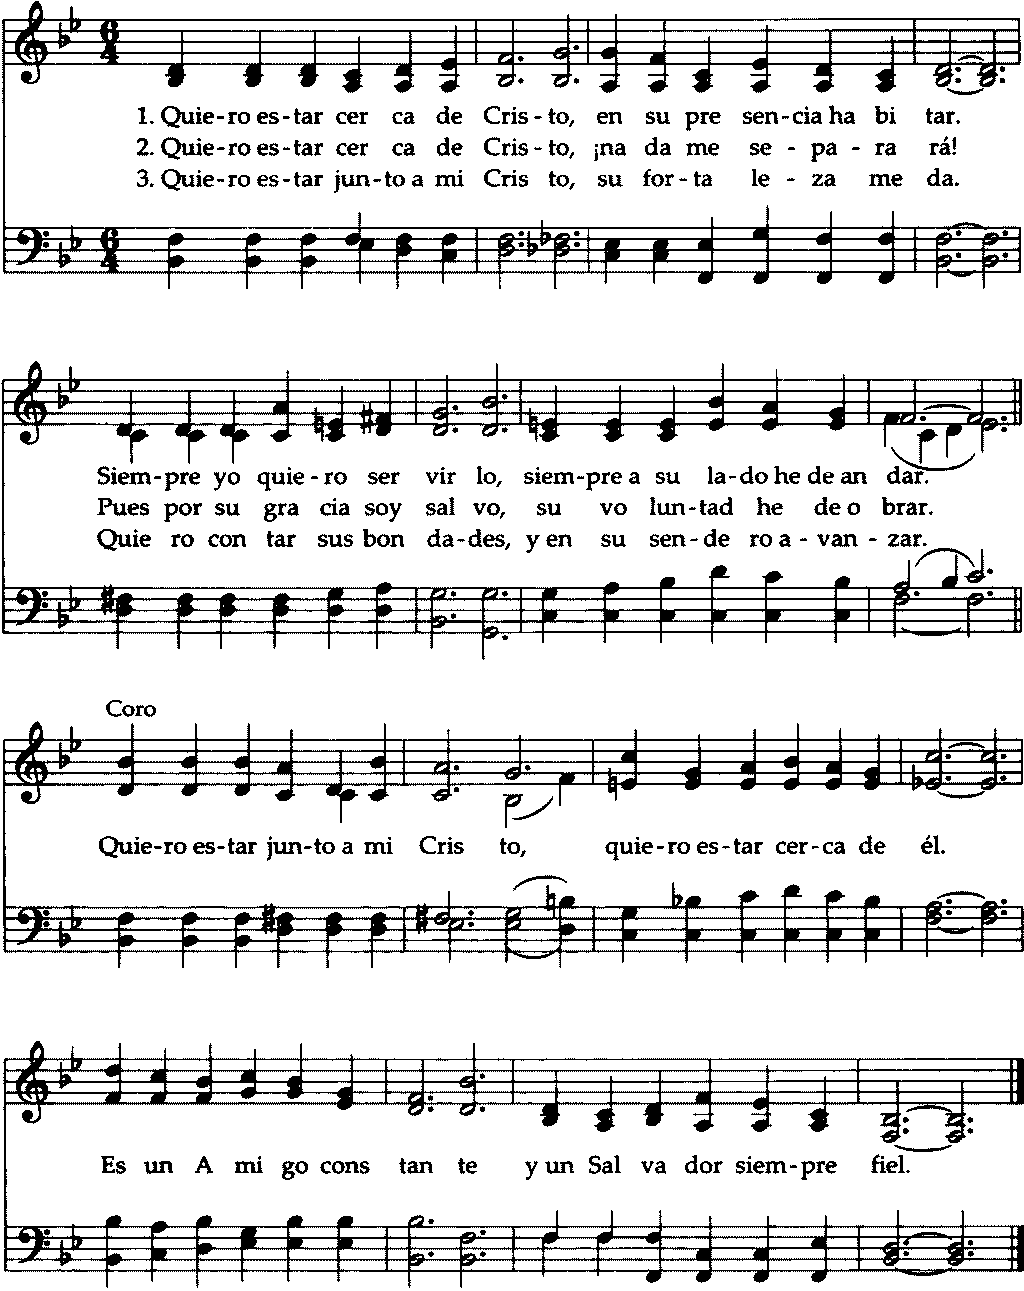 1. Quie-ro es-tar cer ca de Cris-to, en su pre sen-cia ha bi tar.
2. Quie-ro es-tar cer ca de Cris-to, ¡na da me se - pa - ra rá!
3. Quie-ro es-tar jun-to a mi Cris to, su for-ta le - za me da.
Siem-pre yo quie-ro ser vir lo, siem-pre a su la-do he de an dar.
Pues por su gra cia soy sal vo, su vo lun-tad he de o brar.
Quie ro con tar sus bon da-des, y en su sen-de ro a-van-zar.
Coro
Quie-ro es-tar jun-to a mi Cris to, quie-ro es-tar cer-ca de él.
Es un A mi go cons tan te y un Sal va dor siem-pre fiel.